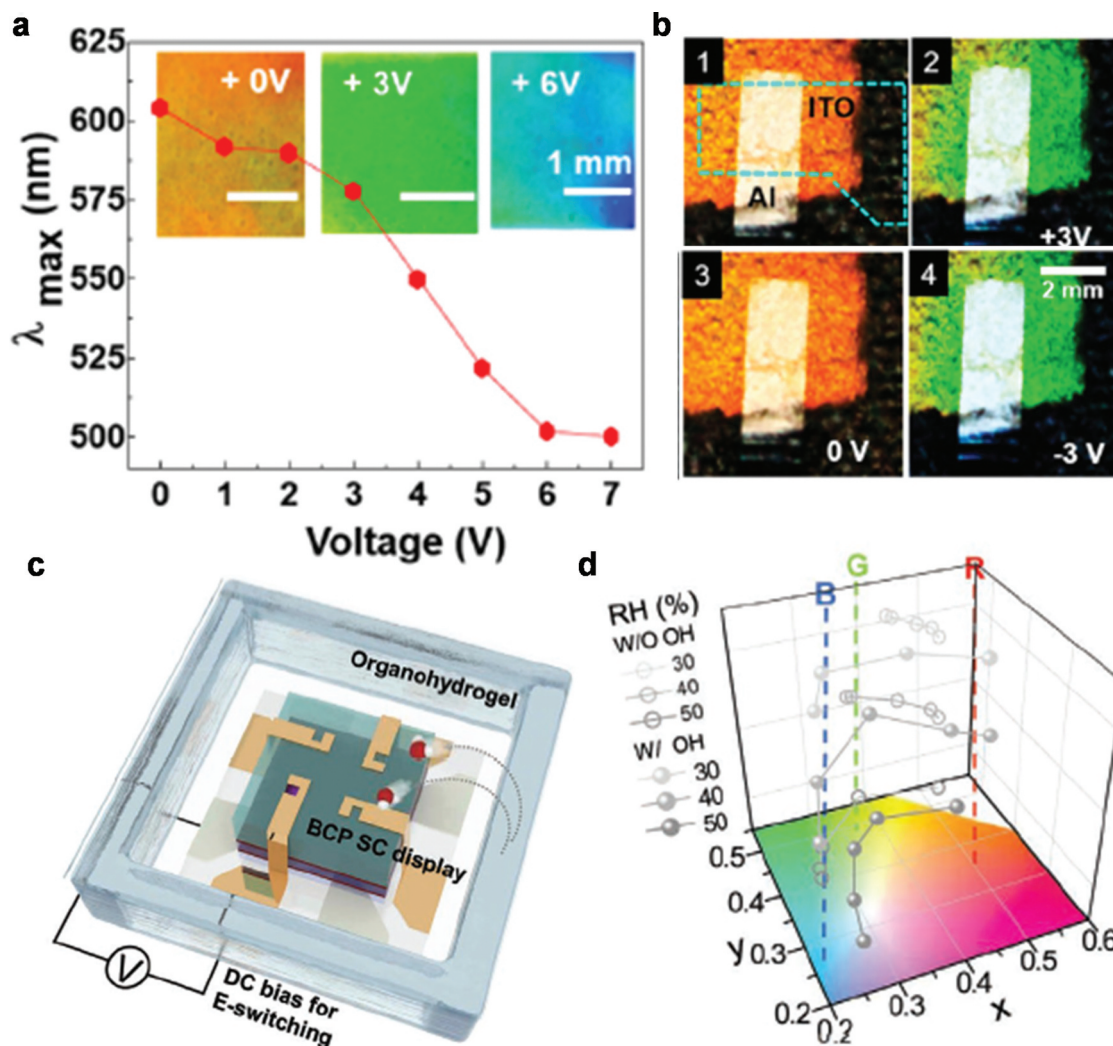 a
625
600
575
550
525
500
λ max (nm)
0 1 2 3 4 5 6 7
Voltage (V)
+ 0V
+ 3V
+ 6V
1 mm
b
1
ITO
Al
2
+3V
3
0 V
4
2 mm
-3 V
c
Organohydrogel
BCP SC display
V
DC bias for
E-switching
d
RH (%)
W/O OH
30
40
50
W/ OH
30
40
50
B
G
R
0.5
0.4
0.3
0.2
y
0.2
0.3
0.4
0.5
0.6
x